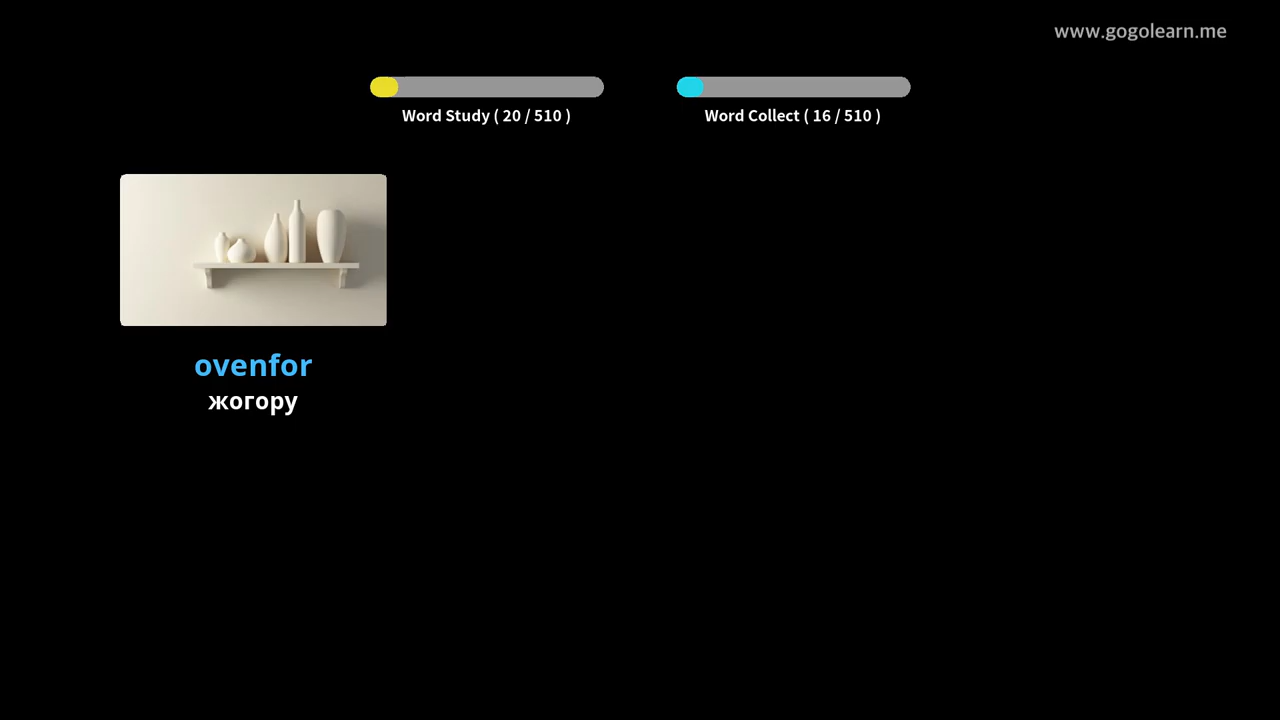 www.gogolearn.me
Word Study ( 20 / 510 )
Word Collect ( 16 / 510 )
ovenfor
жогору